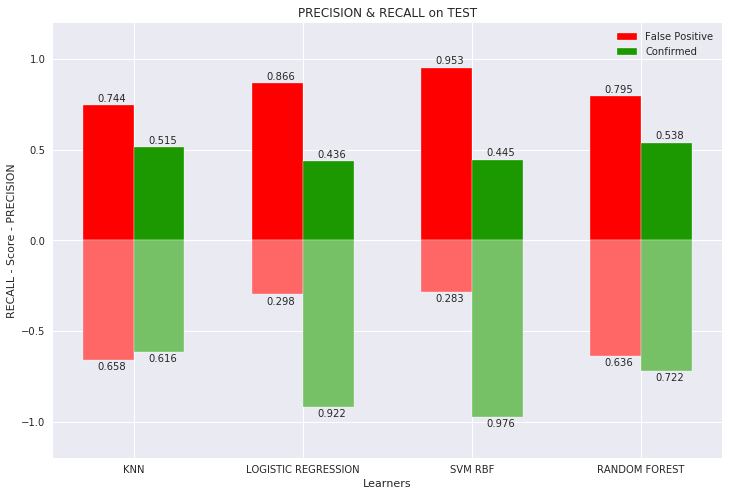 PRECISION & RECALL on TEST
False Positive
Confirmed
1.0
0.5
0.0
−0.5
−1.0
RECALL - Score - PRECISION
0.744
0.515
0.866
0.436
0.953
0.445
0.795
0.538
0.658
0.616
0.298
0.922
0.283
0.976
0.636
0.722
KNN
LOGISTIC REGRESSION
SVM RBF
RANDOM FOREST
Learners